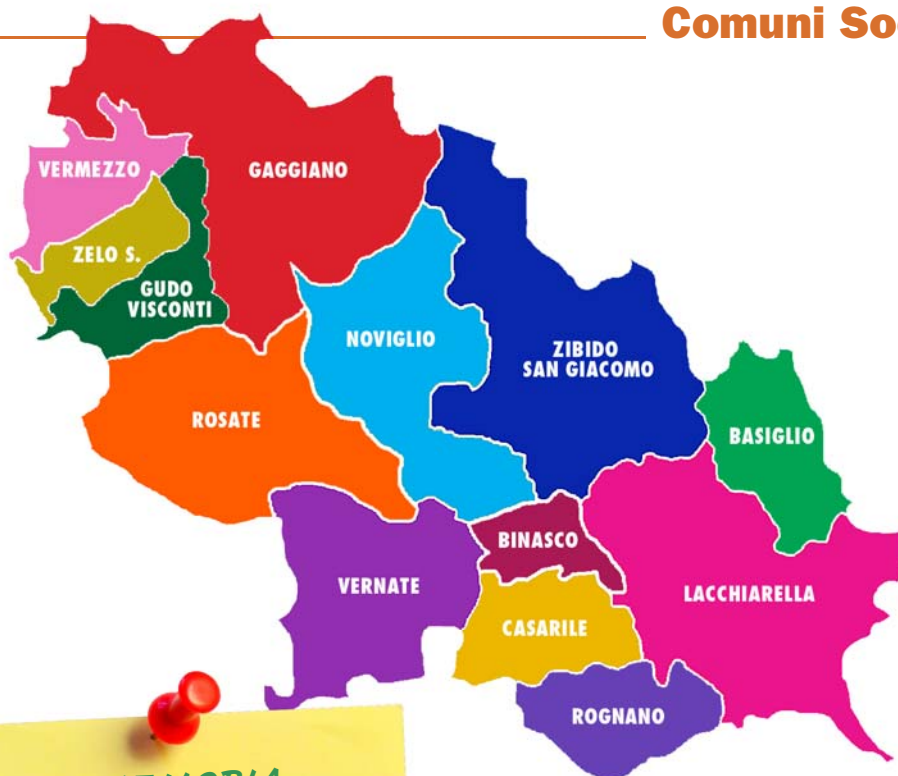 Comuni So
GAGGIANO
VERMEZZO
ZELO S.
GUDO
VISCONTI
NOVIGLIO
ZIBIDO
SAN GIACOMO
ROSATE
BASIGLIO
BINASCO
VERNATE
LACCHIARELLA
CASARILE
ROGNANO